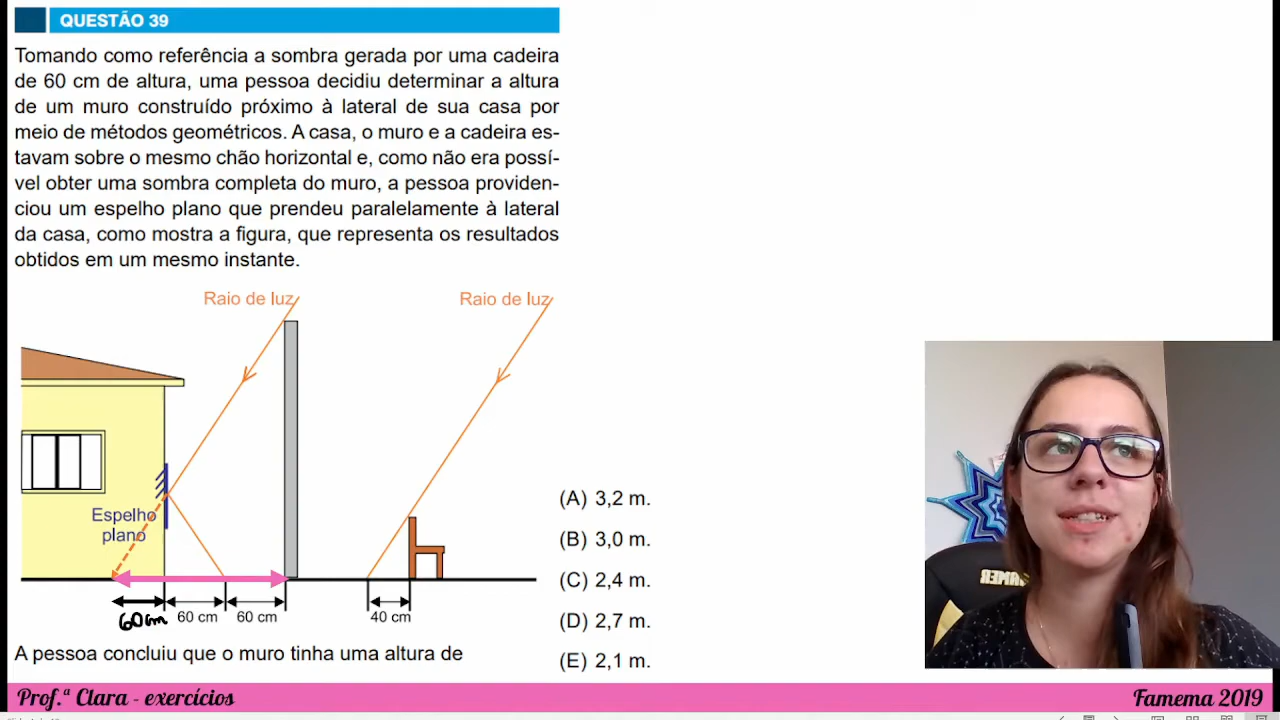 QUESTÃO 39
Tomando como referência a sombra gerada por uma cadeira
de 60 cm de altura, uma pessoa decidiu determinar a altura
de um muro construído próximo à lateral de sua casa por
meio de métodos geométricos. A casa, o muro e a cadeira es-
tavam sobre o mesmo chão horizontal e, como não era possí-
vel obter uma sombra completa do muro, a pessoa providen-
ciou um espelho plano que prendeu paralelamente à lateral
da casa, como mostra a figura, que representa os resultados
obtidos em um mesmo instante.
Raio de luz
Raio de luz
Espelho
plano
60cm
60 cm
60 cm
40 cm
A pessoa concluiu que o muro tinha uma altura de
(A) 3,2 m.
(B) 3,0 m.
(C) 2,4 m.
(D) 2,7 m.
(E) 2,1 m.
Prof.ª Clara - exercícios
Famema 2019